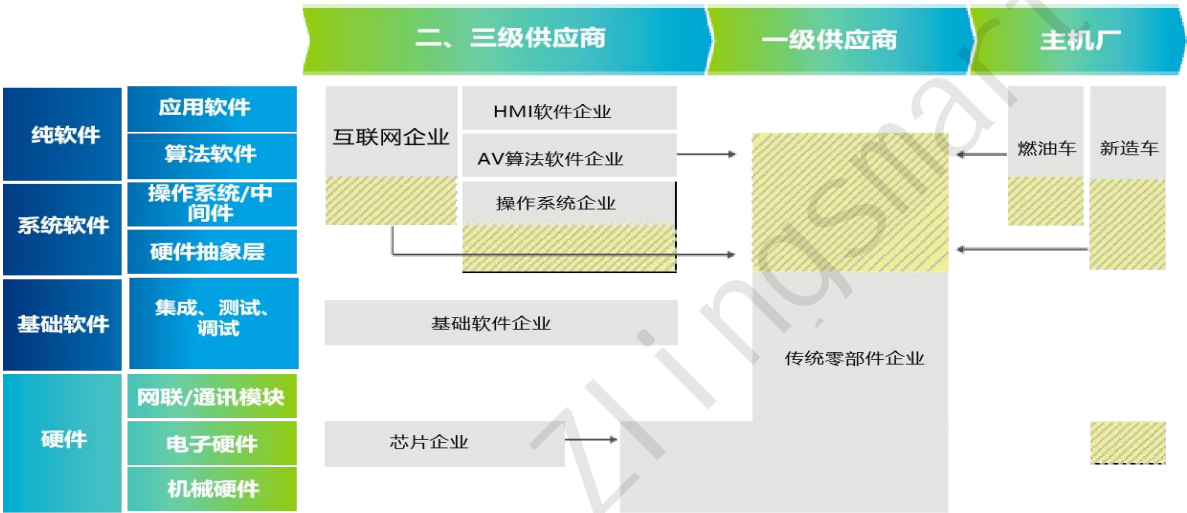 二、三级供应商
一级供应商
主机厂
纯软件
应用软件
算法软件
互联网企业
HMI软件企业
AV算法软件企业
燃油车
新造车
系统软件
操作系统/中
间件
硬件抽象层
操作系统企业
基础软件
集成、测试、
调试
基础软件企业
传统零部件企业
硬件
网联/通讯模块
电子硬件
机械硬件
芯片企业
zlingsmart